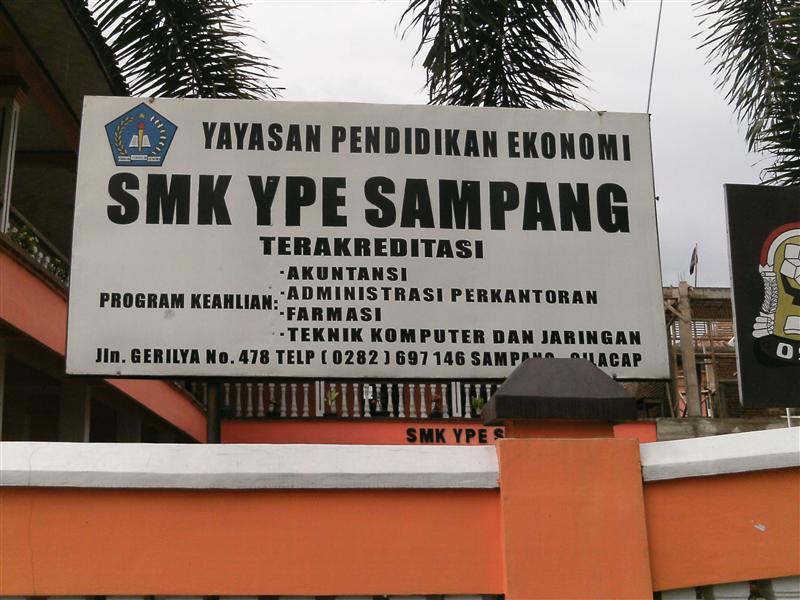 YAYASAN PENDIDIKAN EKONOMI
SMK YPE SAMPANG
TERAKREDITASI
PROGRAM KEAHLIAN:
-AKUNTANSI
-ADMINISTRASI PERKANTORAN
-FARMASI
-TEKNIK KOMPUTER DAN JARINGAN
Jln. GERILYA No. 478 TELP ( 0282 ) 697 146 SAMPANG - CILACAP
SMK YPE S